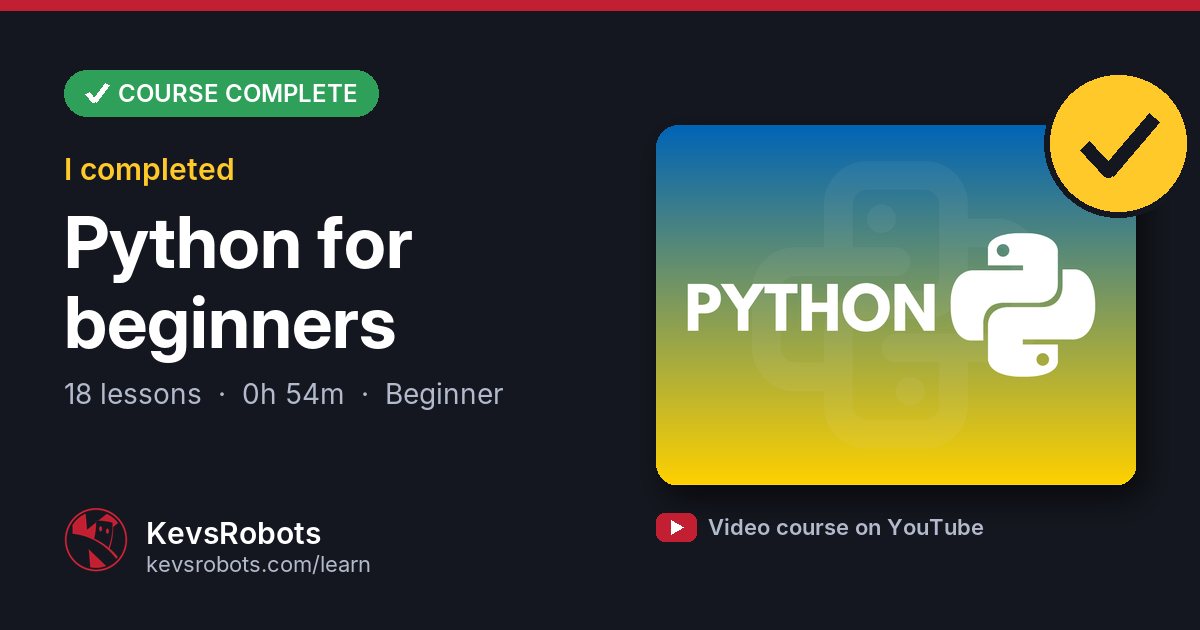 COURSE COMPLETE
I completed
Python for
beginners
18 lessons · 0h 54m · Beginner
PYTHON
KevsRobots
kevsrobots.com/learn
Video course on YouTube